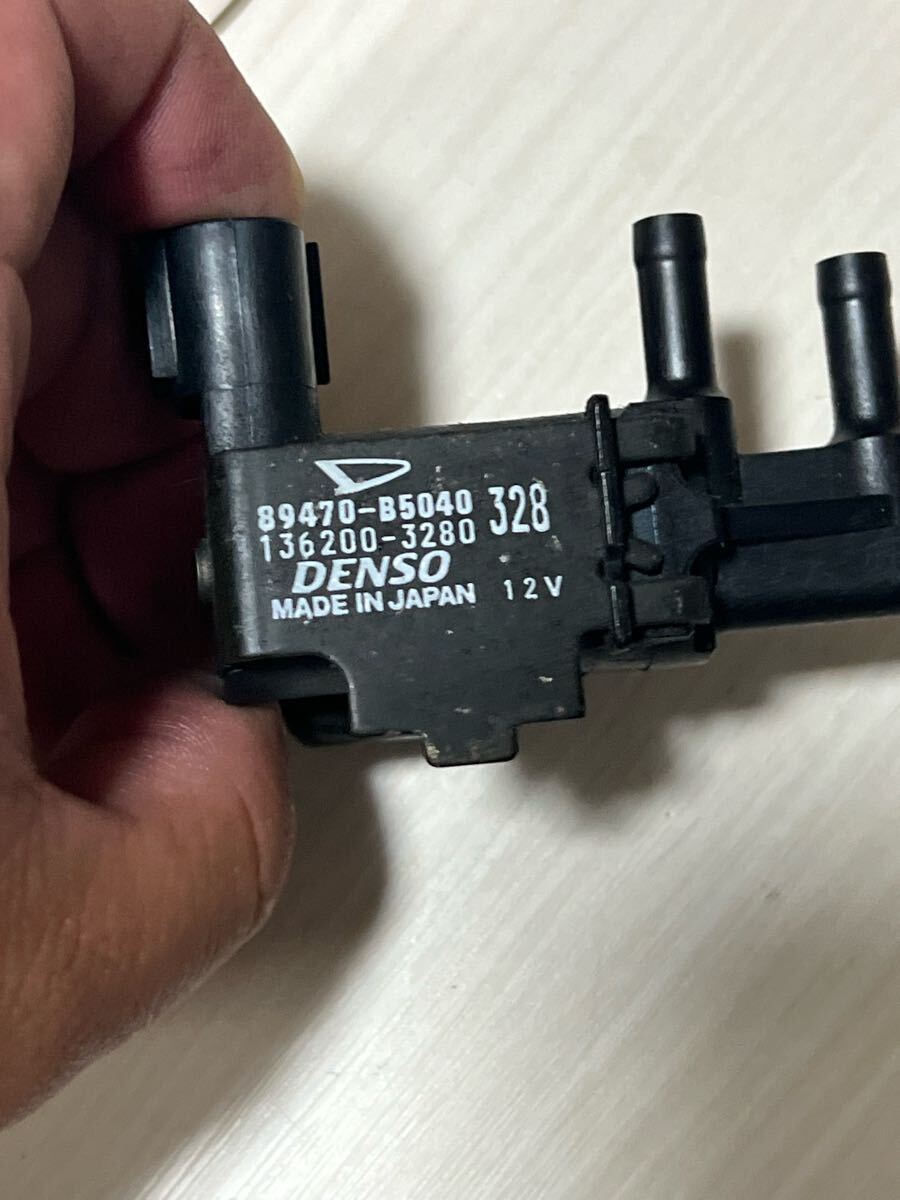 89470-B5040
136200-3280 328
DENSO
MADE IN JAPAN 12V